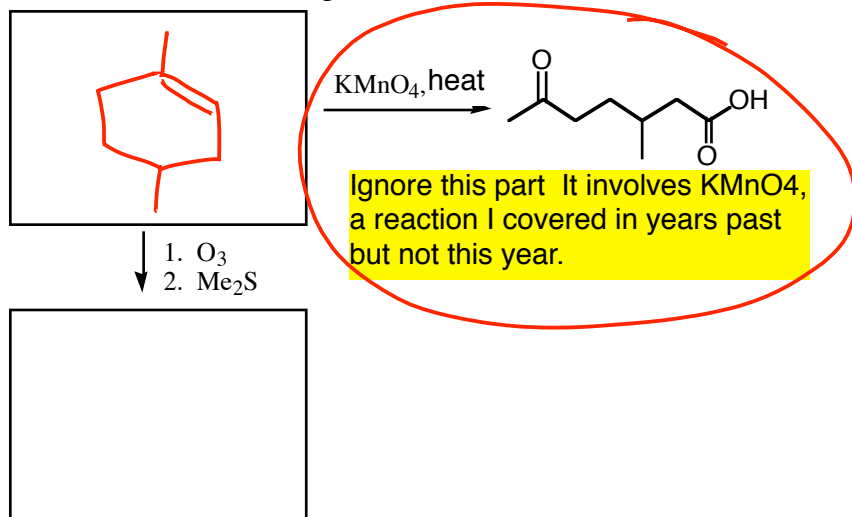 KMnO₄, heat
O
OH
O
Ignore this part It involves KMnO4,
a reaction I covered in years past
but not this year.
1. O₃
2. Me₂S